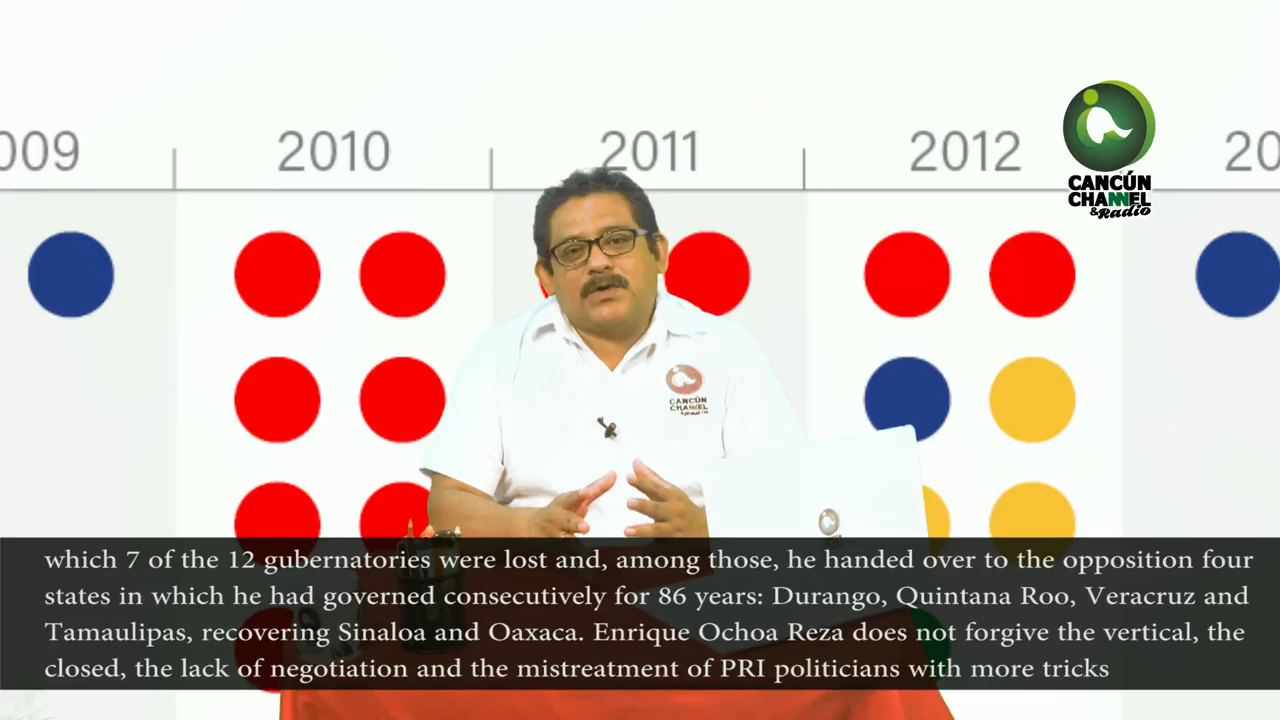 009
2010
2011
2012
20
CANCÚN
CHANNEL
&Radio
CANCÚN
CHANNEL
which 7 of the 12 gubernatories were lost and, among those, he handed over to the opposition four
states in which he had governed consecutively for 86 years: Durango, Quintana Roo, Veracruz and
Tamaulipas, recovering Sinaloa and Oaxaca. Enrique Ochoa Reza does not forgive the vertical, the
closed, the lack of negotiation and the mistreatment of PRI politicians with more tricks